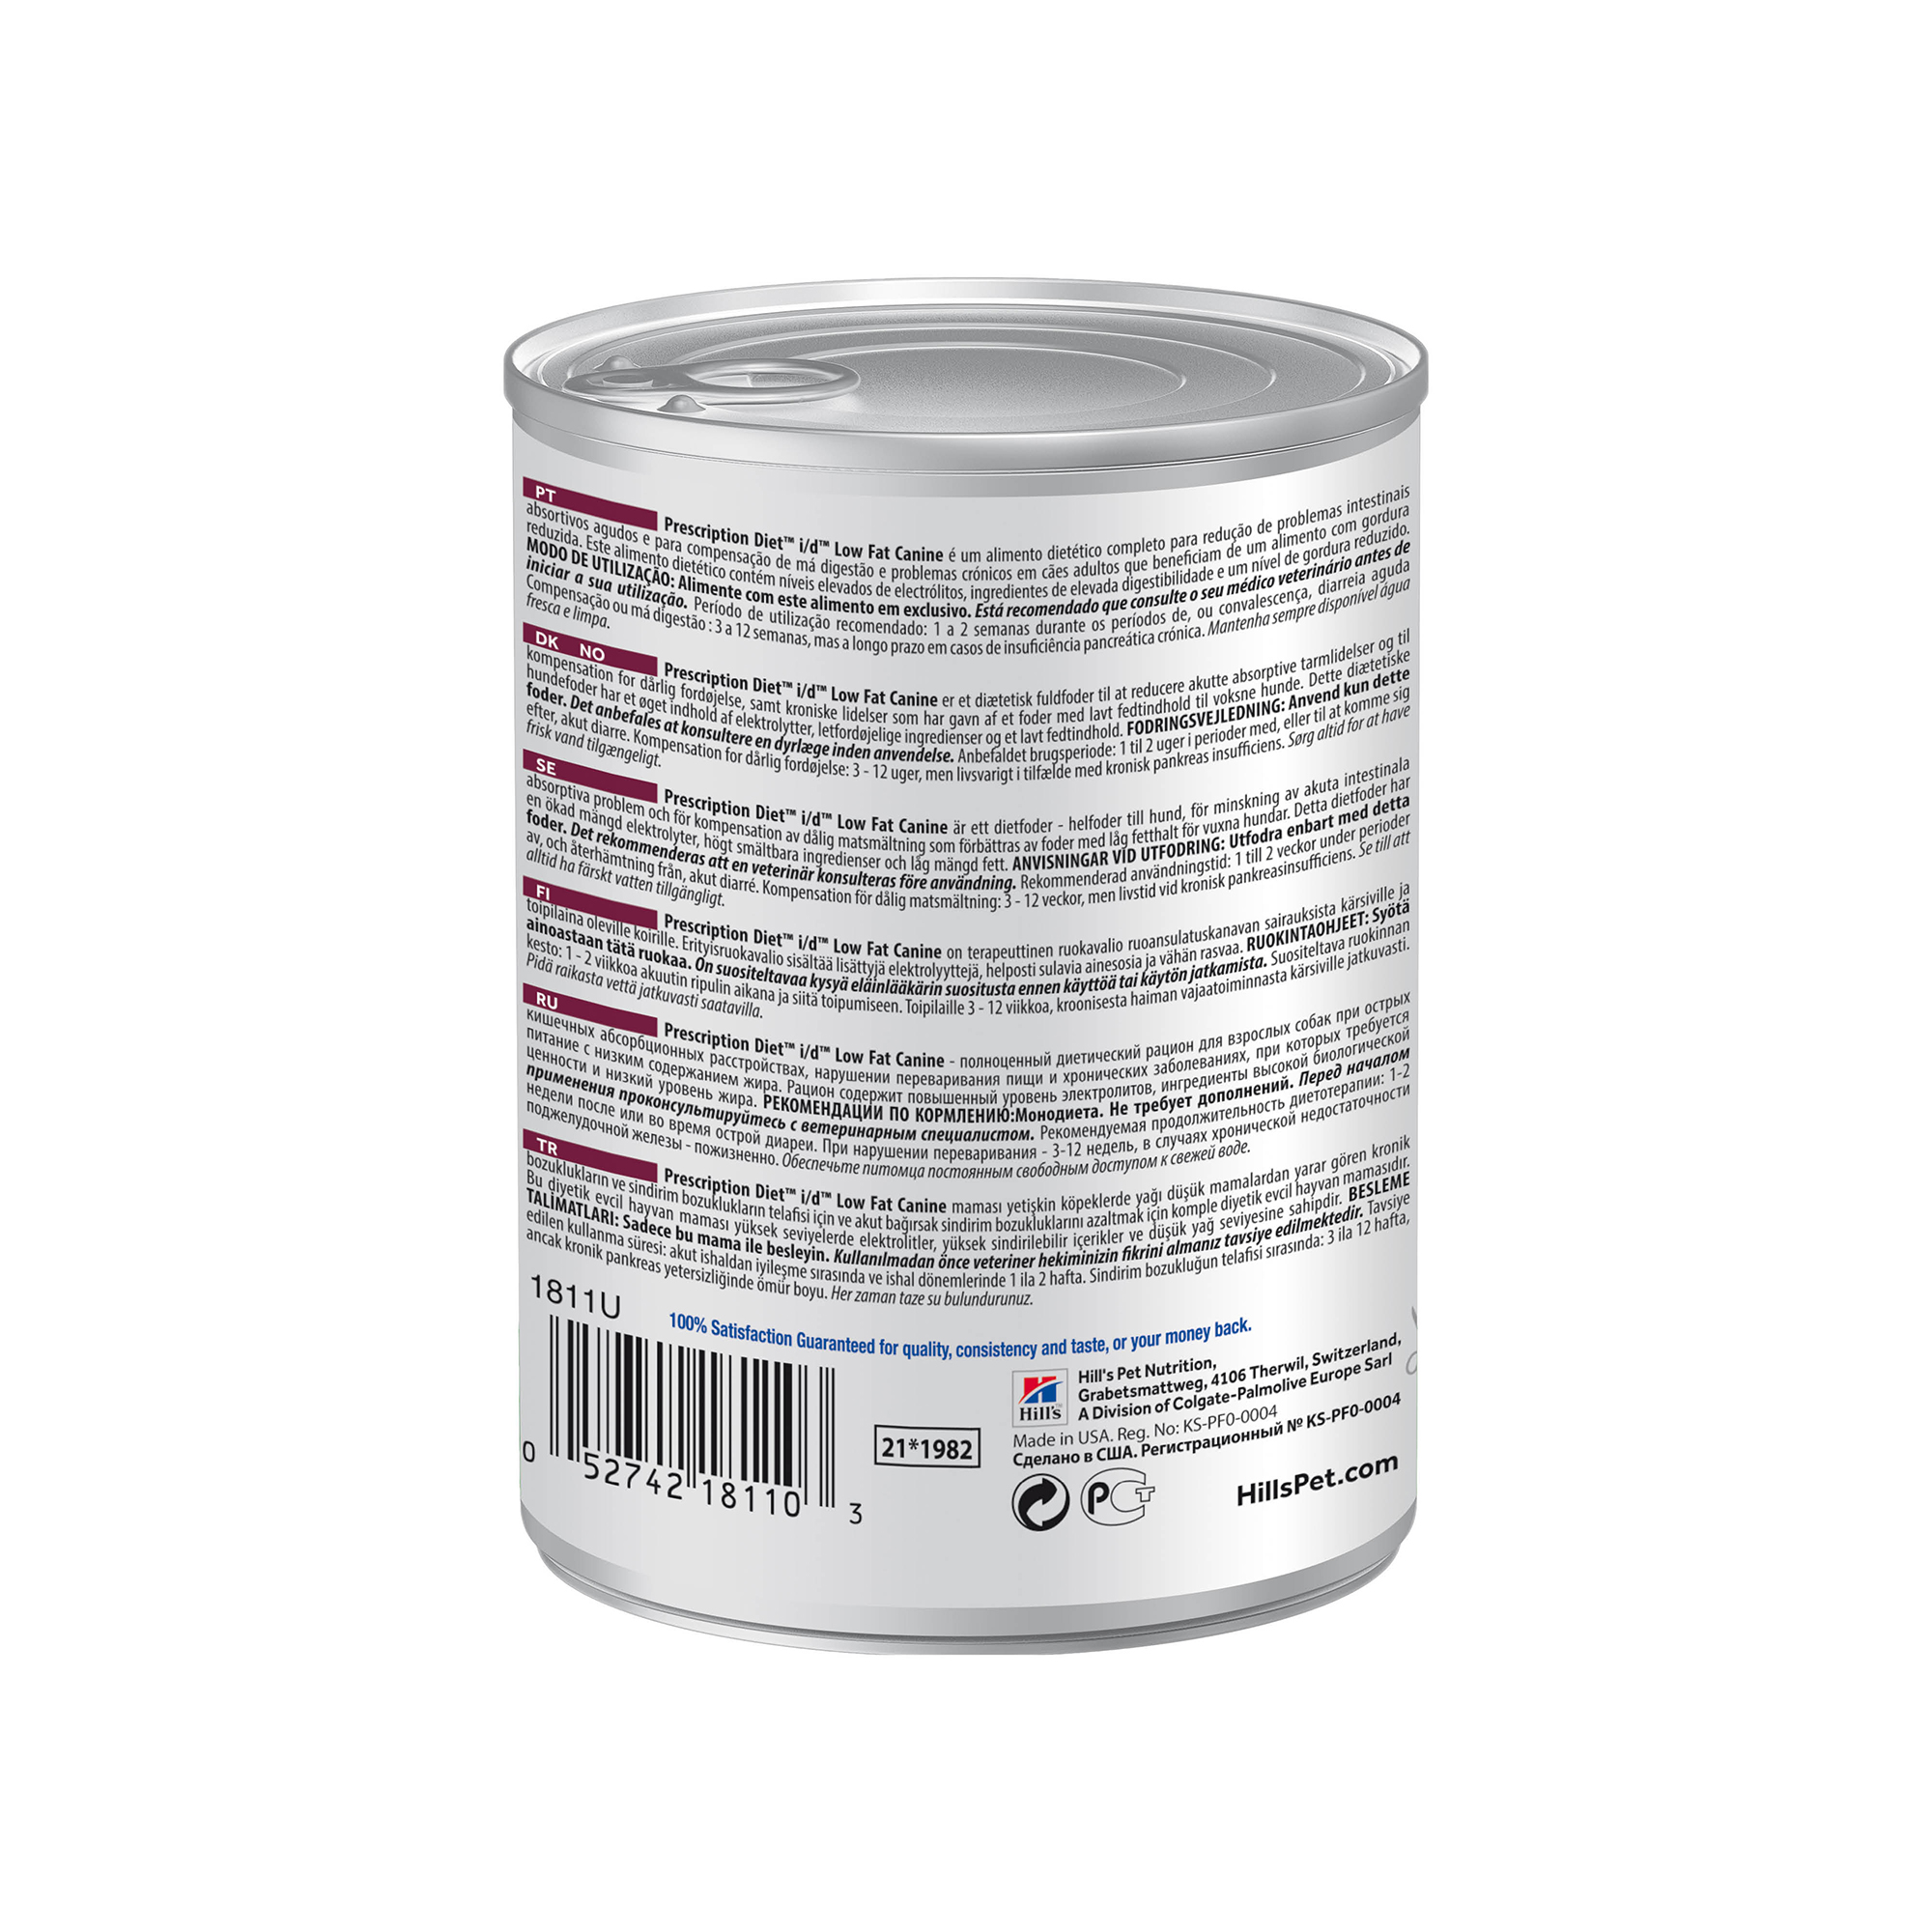 PT
Prescription Diet™ i/d™ Low Fat Canine é um alimento dietético completo para redução de problemas intestinais
absortivos agudos e para compensação de má digestão e problemas crónicos em cães adultos que beneficiam de um alimento com gordura
reduzida. Este alimento dietético contém níveis elevados de electrólitos, ingredientes de elevada digestibilidade e um nível de gordura reduzido.
MODO DE UTILIZAÇÃO: Alimente com este alimento em exclusivo. Está recomendado que consulte o seu médico veterinário antes de
iniciar a sua utilização. Período de utilização recomendado: 1 a 2 semanas durante os períodos de, ou convalescença, diarreia aguda
Compensação ou má digestão : 3 a 12 semanas, mas a longo prazo em casos de insuficiência pancreática crónica. Mantenha sempre disponível água
fresca e limpa.
DK NO
Prescription Diet™ i/d™ Low Fat Canine er et diætetisk fuldfoder til at reducere akutte absorptive tarmlidelser og til
kompensation for dårlig fordøjelse, samt kroniske lidelser som har gavn af et foder med lavt fedtindhold til voksne hunde. Dette diætetiske
hundefoder har et øget indhold af elektrolytter, letfordøjelige ingredienser og et lavt fedtindhold. FODRINGSVEJLEDNING: Anvend kun dette
foder. Det anbefales at konsultere en dyrlæge inden anvendelse. Anbefaldet brugsperiode: 1 til 2 uger i perioder med, eller til at komme sig
efter, akut diarre. Kompensation for dårlig fordøjelse: 3 - 12 uger, men livsvarigt i tilfælde med kronisk pankreas insufficiens. Sørg altid for at have
frisk vand tilgængeligt.
SE
Prescription Diet™ i/d™ Low Fat Canine är ett dietfoder - helfoder till hund, för minskning av akuta intestinala
absorptiva problem och för kompensation av dålig matsmältning som förbättras av foder med låg fetthalt för vuxna hundar. Detta dietfoder har
en ökad mängd elektrolyter, högt smältbara ingredienser och låg mängd fett. ANVISNINGAR VID UTFODRING: Utfodra enbart med detta
foder. Det rekommenderas att en veterinär konsulteras före användning. Rekommenderad användningstid: 1 till 2 veckor under perioder
av, och återhämtning från, akut diarré. Kompensation för dålig matsmältning: 3 - 12 veckor, men livstid vid kronisk pankreasinsufficiens. Se till att
alltid ha färskt vatten tillgängligt.
FI
Prescription Diet™ i/d™ Low Fat Canine on terapeuttinen ruokavalio ruoansulatuskanavan sairauksista kärsiville ja
toipilaina oleville koirille. Erityisruokavalio sisältää lisättyjä elektrolyyttejä, helposti sulavia ainesosia ja vähän rasvaa. RUOKINTAOHJEET: Syötä
ainoastaan tätä ruokaa. On suositeltavaa kysyä eläinlääkärin suositusta ennen käyttöä tai käytön jatkamista. Suositeltava ruokinnan
kesto: 1 - 2 viikkoa akuutin ripulin aikana ja siitä toipumiseen. Toipilaille 3 - 12 viikkoa, kroonisesta haiman vajaatoiminnasta kärsiville jatkuvasti.
Pidä raikasta vettä jatkuvasti saatavilla.
RU
Prescription Diet™ i/d™ Low Fat Canine - полноценный диетический рацион для взрослых собак при острых
кишечных абсорбционных расстройствах, нарушении переваривания пищи и хронических заболеваниях, при которых требуется
питание с низким содержанием жира. Рацион содержит повышенный уровень электролитов, ингредиенты высокой биологической
ценности и низкий уровень жира. РЕКОМЕНДАЦИИ ПО КОРМЛЕНИЮ:Монодиета. Не требует дополнений. Перед началом
применения проконсультируйтесь с ветеринарным специалистом. Рекомендуемая продолжительность диетотерапии: 1-2
недели после или во время острой диареи. При нарушении переваривания - 3-12 недель, в случаях хронической недостаточности
поджелудочной железы - пожизненно. Обеспечьте питомца постоянным свободным доступом к свежей воде.
TR
Prescription Diet™ i/d™ Low Fat Canine maması yetişkin köpeklerde yağı düşük mamalardan yarar gören kronik
bozuklukların ve sindirim bozuklukların telafisi için ve akut bağırsak sindirim bozukluklarını azaltmak için komple diyetik evcil hayvan mamasıdır.
Bu diyetik evcil hayvan maması yüksek seviyelerde elektrolitler, yüksek sindirilebilir içerikler ve düşük yağ seviyesine sahipdir. BESLEME
TALİMATLARI: Sadece bu mama ile besleyin. Kullanılmadan önce veteriner hekiminizin fikrini almanız tavsiye edilmektedir. Tavsiye
edilen kullanma süresi: akut ishaldan iyileşme sırasında ve ishal dönemlerinde 1 ila 2 hafta. Sindirim bozukluğun telafisi sırasında: 3 ila 12 hafta,
ancak kronik pankreas yetersizliğinde ömür boyu. Her zaman taze su bulundurunuz.
1811U
100% Satisfaction Guaranteed for quality, consistency and taste, or your money back.
0 52742 18110 3
21*1982
Hill's
Hill's Pet Nutrition,
Grabetsmattweg, 4106 Therwil, Switzerland,
A Division of Colgate-Palmolive Europe Sarl
Made in USA. Reg. No: KS-PF0-0004
Сделано в США. Регистрационный № KS-PF0-0004
РСТ
HillsPet.com